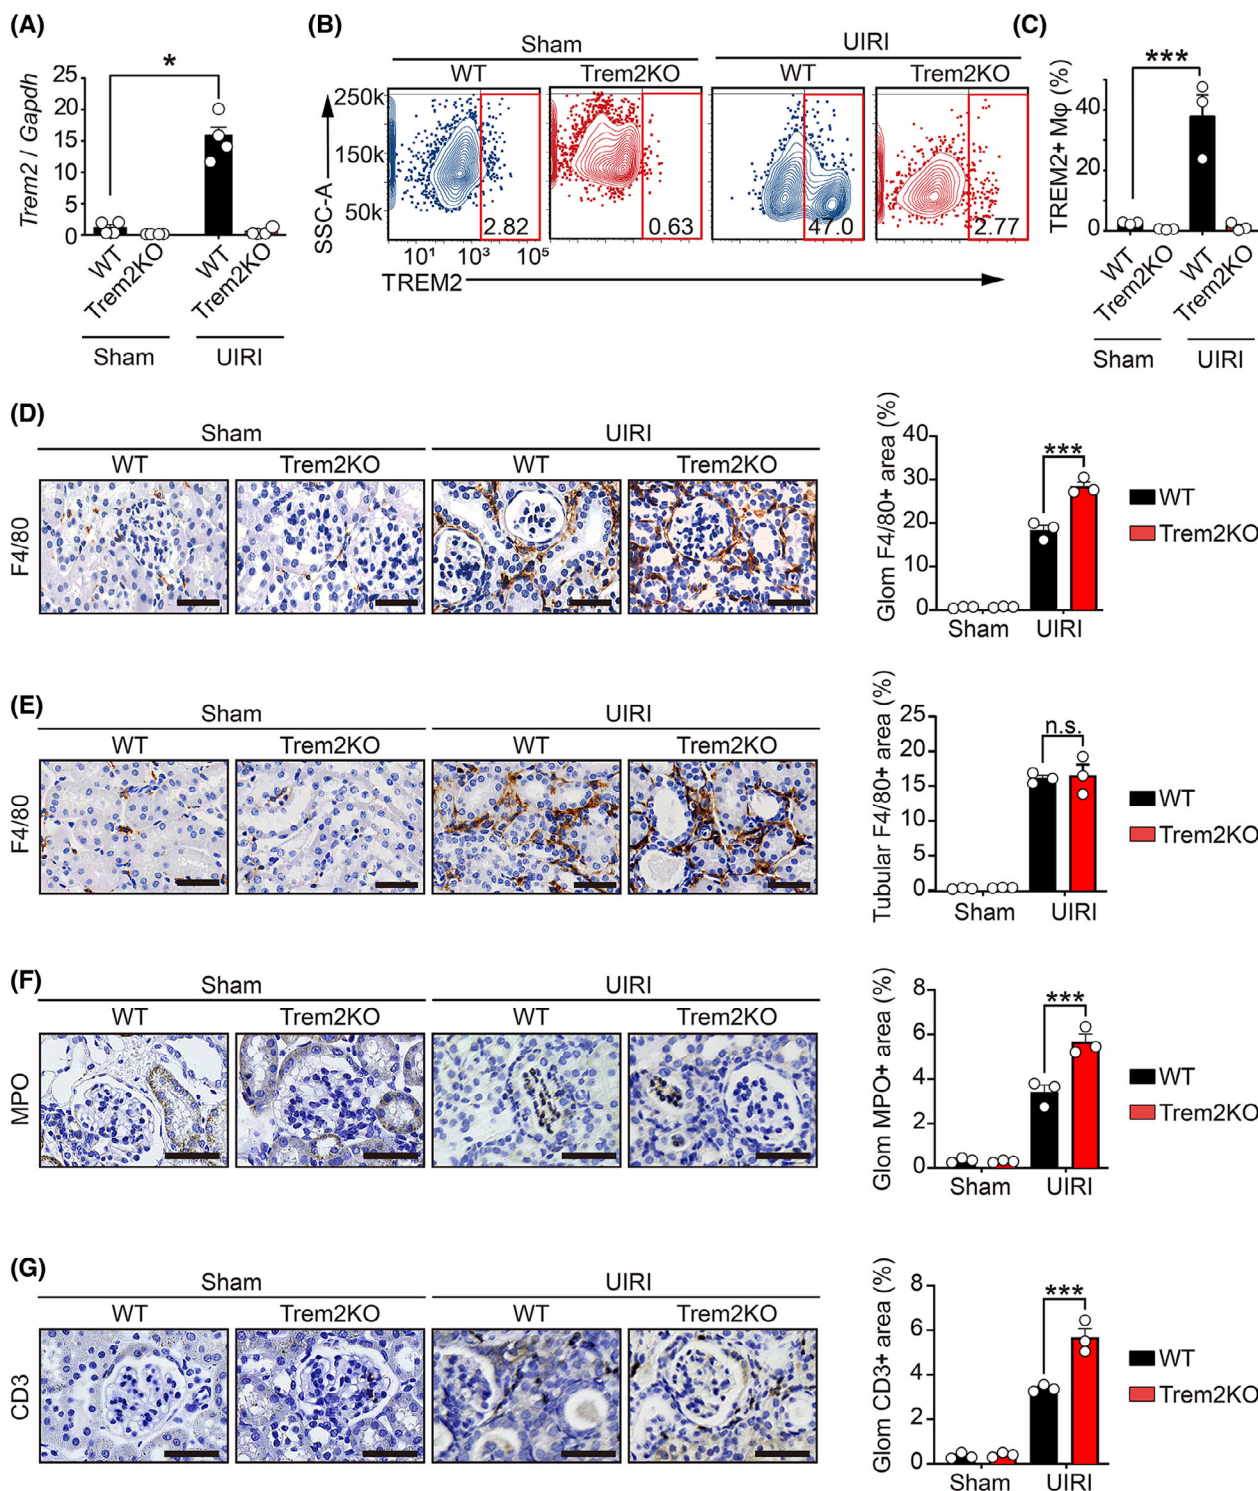 (A)
*
Trem2 / Gapdh
25
20
15
10
5
0
WT
Trem2KO
WT
Trem2KO
Sham
UIRI
(B)
Sham
UIRI
WT
Trem2KO
WT
Trem2KO
SSC-A
250k
150k
50k
2.82
0.63
47.0
2.77
10¹
10³
10⁵
TREM2
(C)
***
TREM2+ Mφ (%)
40
20
0
WT
Trem2KO
WT
Trem2KO
Sham
UIRI
(D)
Sham
UIRI
WT
Trem2KO
WT
Trem2KO
F4/80
Glom F4/80+ area (%)
40
30
20
10
0
***
Sham
UIRI
WT
Trem2KO
(E)
Sham
UIRI
WT
Trem2KO
WT
Trem2KO
F4/80
Tubular F4/80+ area (%)
25
20
15
10
5
0
n.s.
Sham
UIRI
WT
Trem2KO
(F)
Sham
UIRI
WT
Trem2KO
WT
Trem2KO
MPO
Glom MPO+ area (%)
8
6
4
2
0
***
Sham
UIRI
WT
Trem2KO
(G)
Sham
UIRI
WT
Trem2KO
WT
Trem2KO
CD3
Glom CD3+ area (%)
8
6
4
2
0
***
Sham
UIRI
WT
Trem2KO